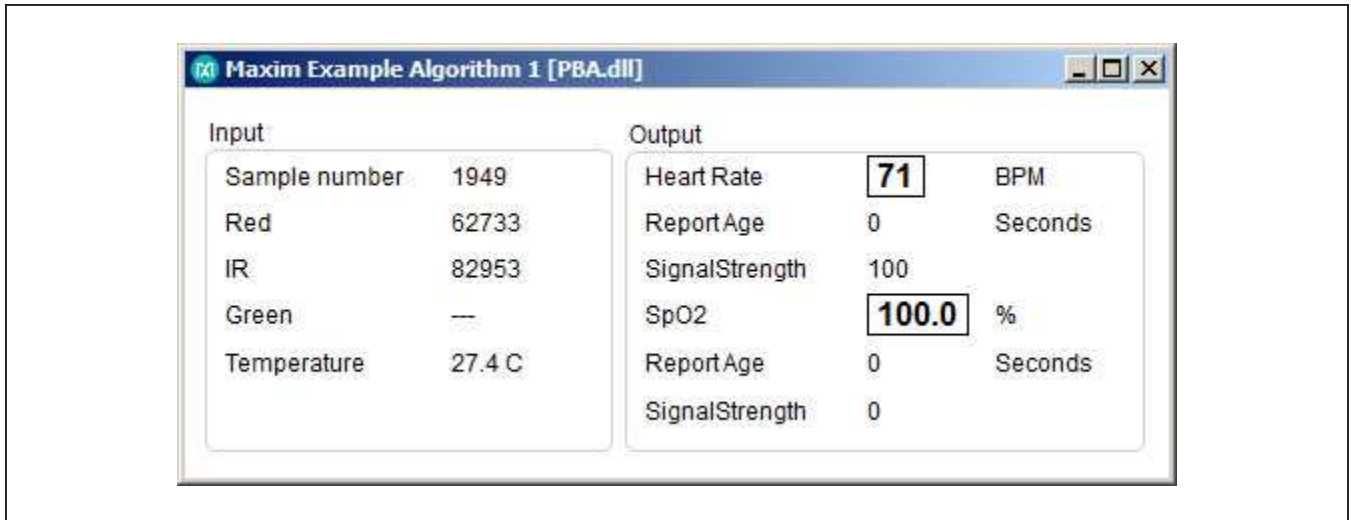 Maxim Example Algorithm 1 [PBA.dll]
Input
Sample number 1949
Red 62733
IR 82953
Green ---
Temperature 27.4 C
Output
Heart Rate 71 BPM
Report Age 0 Seconds
SignalStrength 100
SpO2 100.0 %
Report Age 0 Seconds
SignalStrength 0